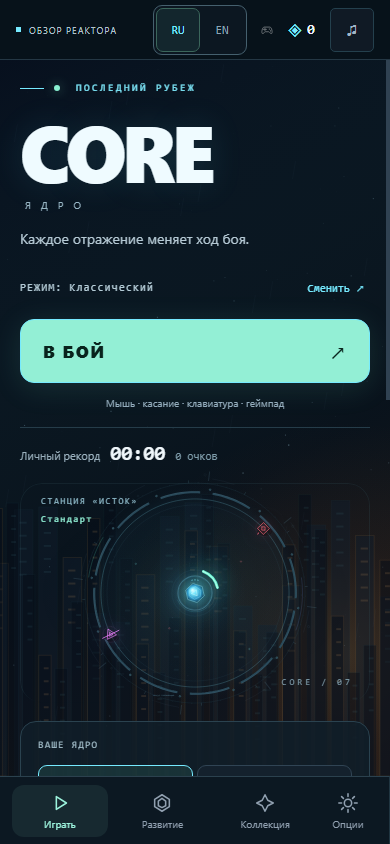 ОБЗОР РЕАКТОРА
RU EN 0
ПОСЛЕДНИЙ РУБЕЖ
CORE
ЯДРО
Каждое отражение меняет ход боя.
РЕЖИМ: Классический Сменить ↗
В БОЙ ↗
Мышь · касание · клавиатура · геймпад
Личный рекорд 00:00 0 очков
СТАНЦИЯ «ИСТОК»
Стандарт
CORE / 07
ВАШЕ ЯДРО
Играть Развитие Коллекция Опции